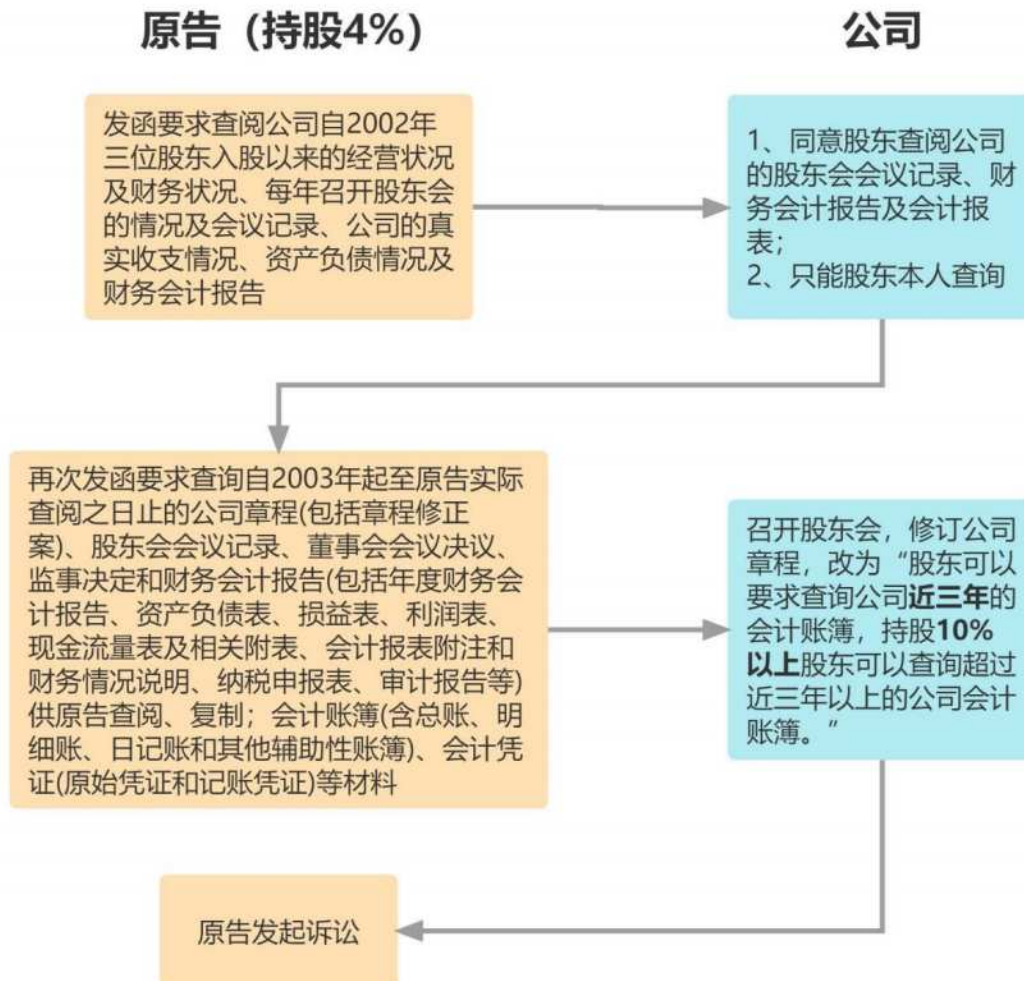 原告（持股4%）
公司
发函要求查阅公司自2002年
三位股东入股以来的经营状况
及财务状况、每年召开股东会
的情况及会议记录、公司的真
实收支情况、资产负债情况及
财务会计报告
1、同意股东查阅公司
的股东会会议记录、财
务会计报告及会计报
表；
2、只能股东本人查询
再次发函要求查询自2003年起至原告实际
查阅之日止的公司章程(包括章程修正
案)、股东会会议记录、董事会会议决议、
监事决定和财务会计报告(包括年度财务会
计报告、资产负债表、损益表、利润表、
现金流量表及相关附表、会计报表附注和
财务情况说明、纳税申报表、审计报告等)
供原告查阅、复制；会计账簿(含总账、明
细账、日记账和其他辅助性账簿)、会计凭
证(原始凭证和记账凭证)等材料
召开股东会，修订公司
章程，改为“股东可以
要求查询公司近三年的
会计账簿，持股10%
以上股东可以查询超过
近三年以上的公司会计
账簿。”
原告发起诉讼